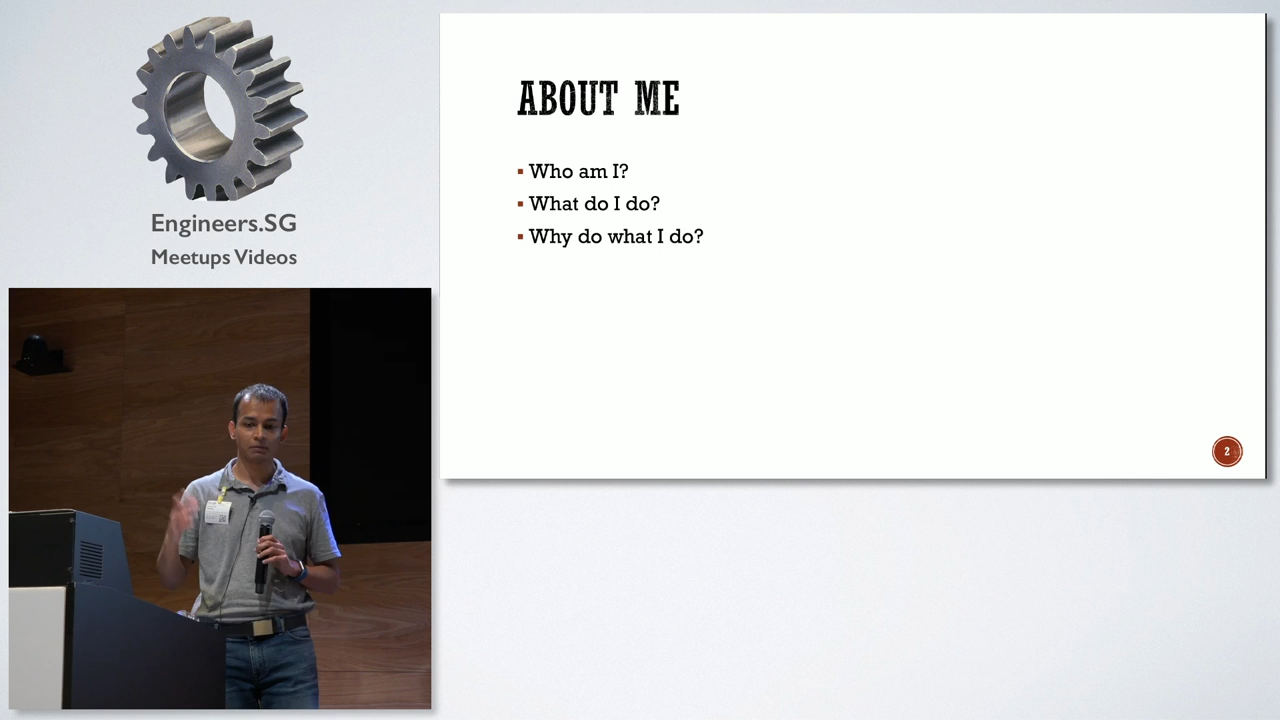 Engineers.SG
Meetups Videos
ABOUT ME
Who am I?
What do I do?
Why do what I do?
2